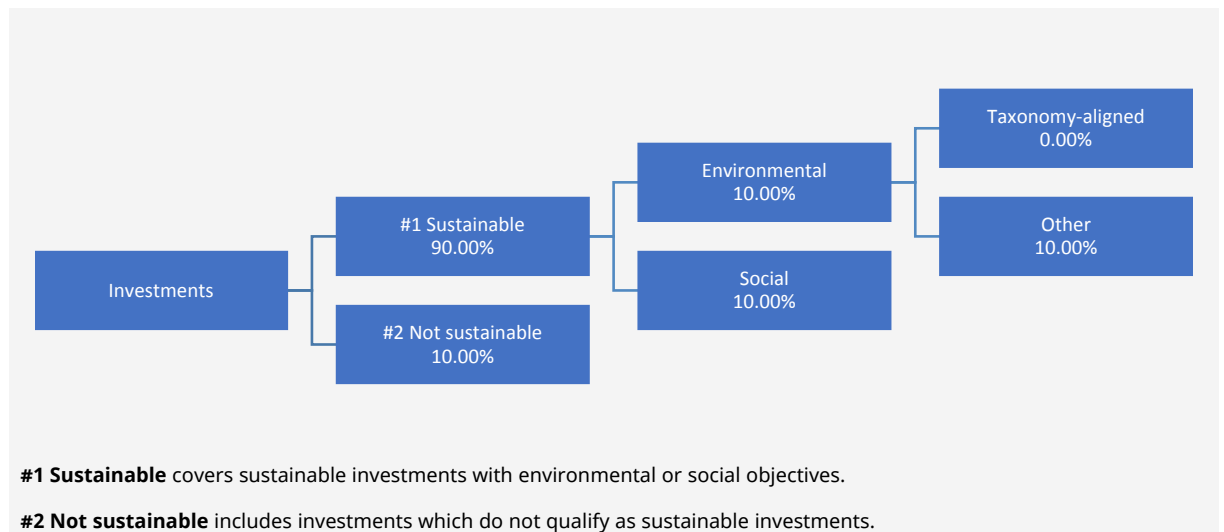 Taxonomy-aligned
0.00%
Environmental
10.00%
#1 Sustainable
90.00%
Other
10.00%
Investments
Social
10.00%
#2 Not sustainable
10.00%
#1 Sustainable covers sustainable investments with environmental or social objectives.
#2 Not sustainable includes investments which do not qualify as sustainable investments.